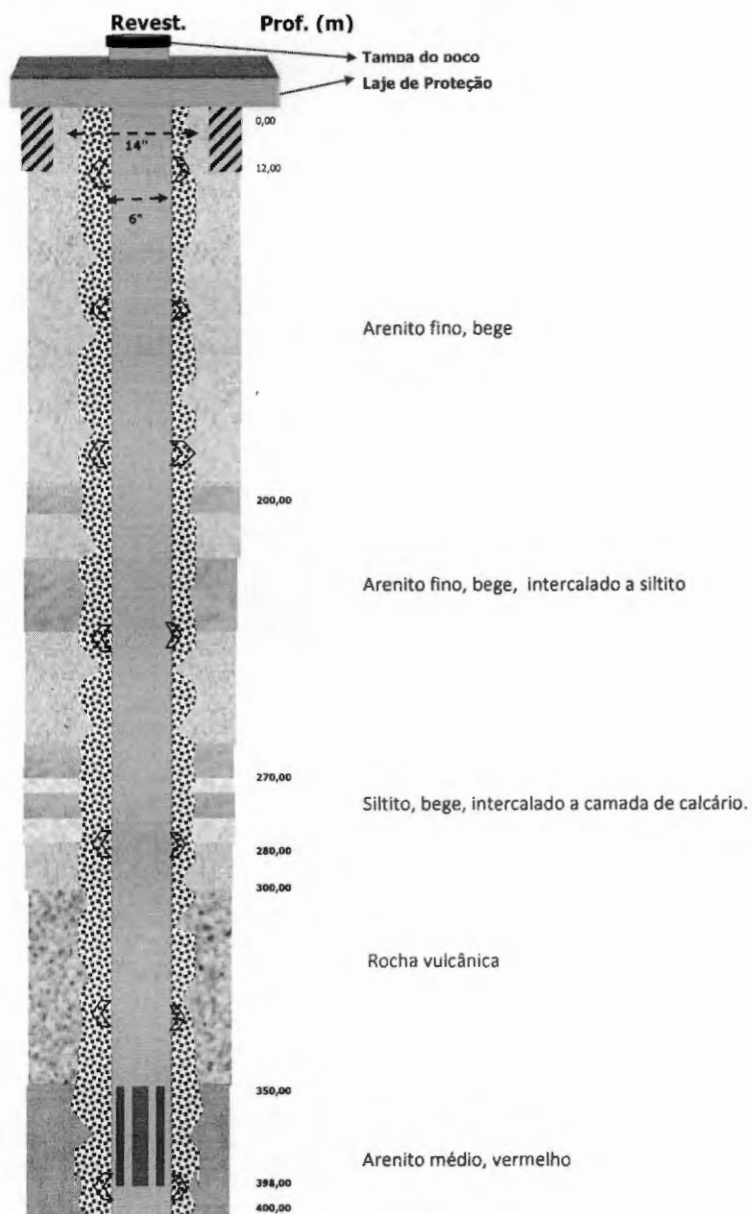 Revest. Prof. (m)
Tampa do poço
Laje de Proteção
0,00
14"
12,00
6"
Arenito fino, bege
200,00
Arenito fino, bege, intercalado a siltito
270,00
Siltito, bege, intercalado a camada de calcário.
280,00
300,00
Rocha vulcânica
350,00
Arenito médio, vermelho
398,00
400,00